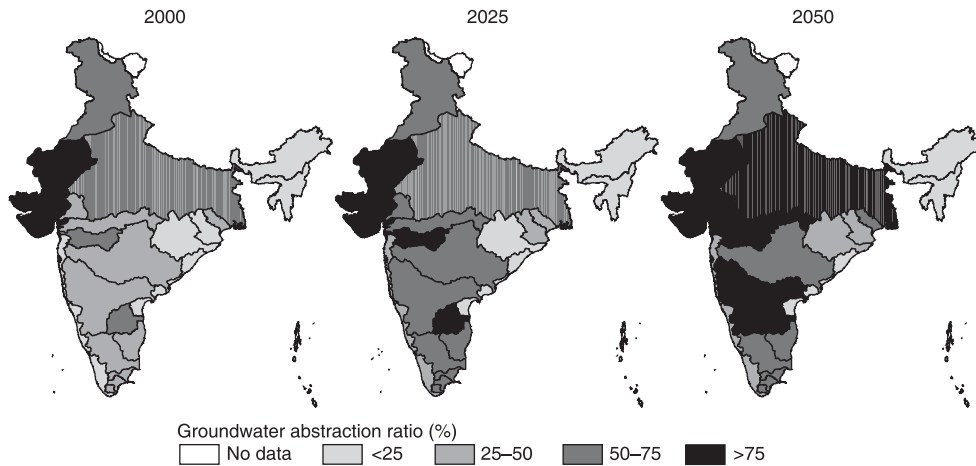 2000 2025 2050
Groundwater abstraction ratio (%)
No data <25 25–50 50–75 >75